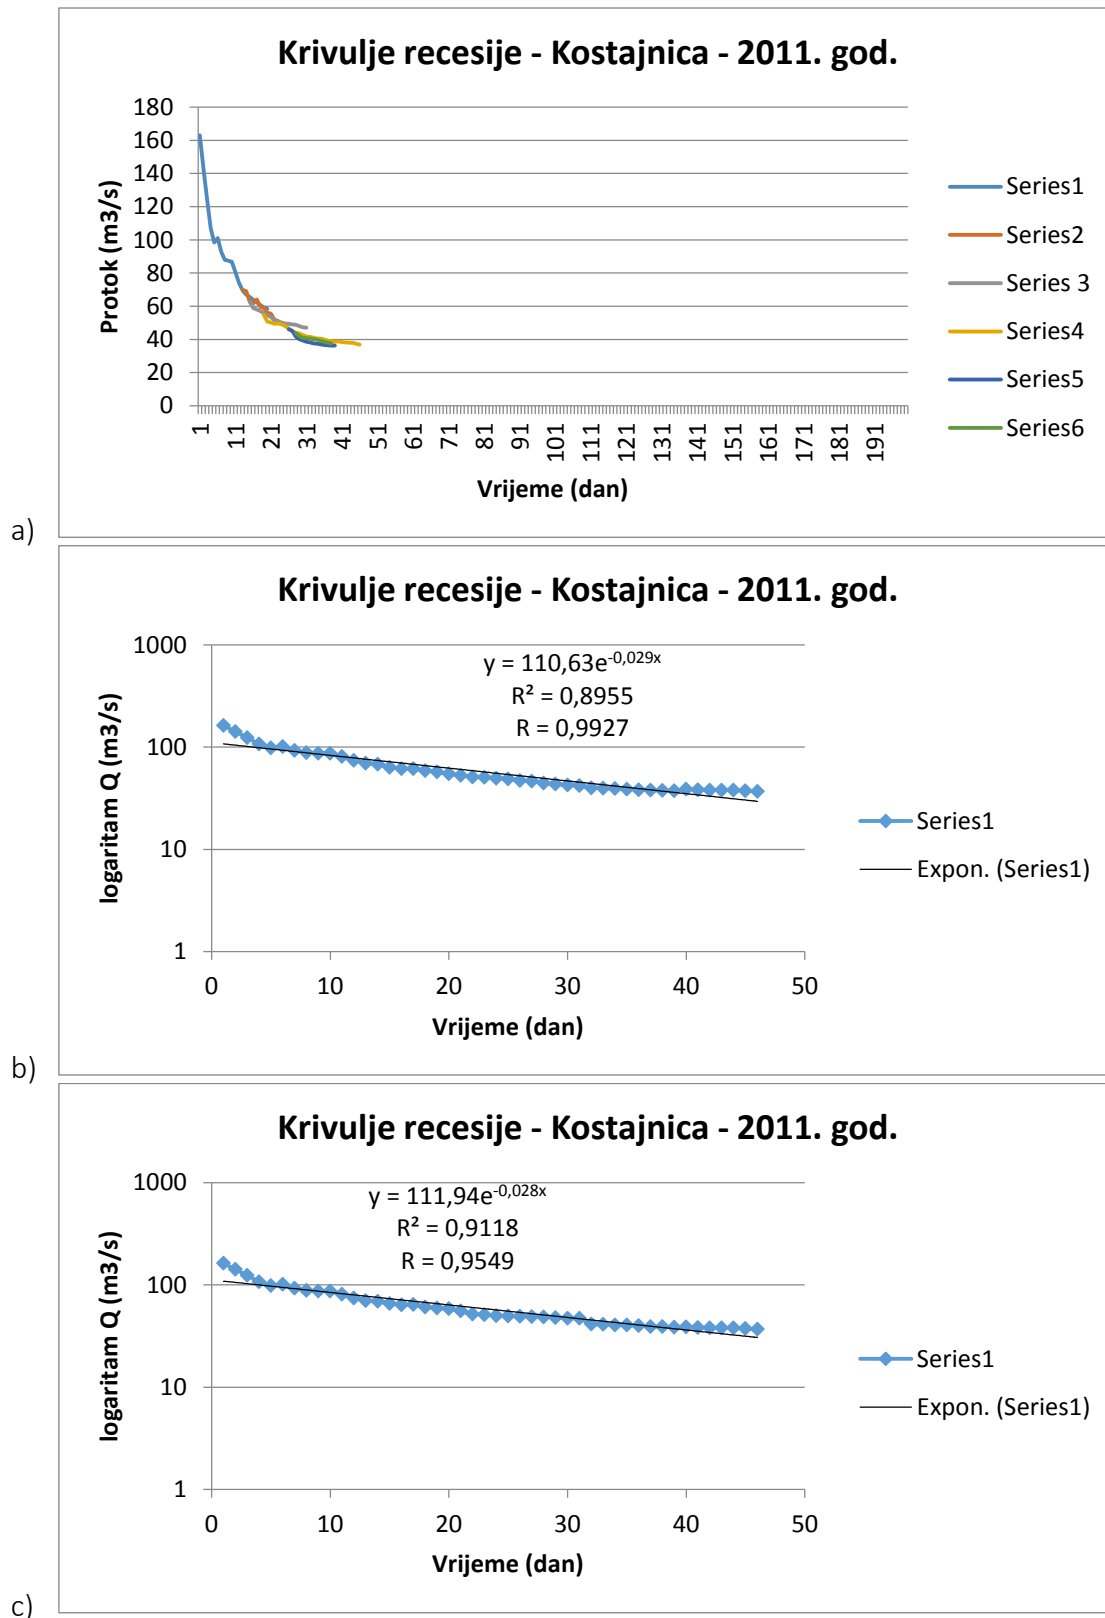 Krivulje recesije - Kostajnica - 2011. god.
Protok (m3/s)
180
160
140
120
100
80
60
40
20
0
1
11
21
31
41
51
61
71
81
91
101
111
121
131
141
151
161
171
181
191
Vrijeme (dan)
Series1
Series2
Series 3
Series4
Series5
Series6
a)
Krivulje recesije - Kostajnica - 2011. god.
logaritam Q (m3/s)
1000
100
10
1
y = 110,63e^-0,029x
R² = 0,8955
R = 0,9927
0
10
20
30
40
50
Vrijeme (dan)
Series1
Expon. (Series1)
b)
Krivulje recesije - Kostajnica - 2011. god.
logaritam Q (m3/s)
1000
100
10
1
y = 111,94e^-0,028x
R² = 0,9118
R = 0,9549
0
10
20
30
40
50
Vrijeme (dan)
Series1
Expon. (Series1)
c)